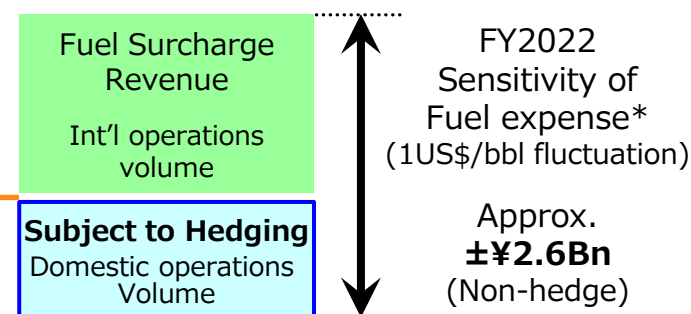 Fuel Surcharge
Revenue
Int'l operations
volume
Subject to Hedging
Domestic operations
Volume
FY2022
Sensitivity of
Fuel expense*
(1US$/bbl fluctuation)
Approx.
±¥2.6Bn
(Non-hedge)